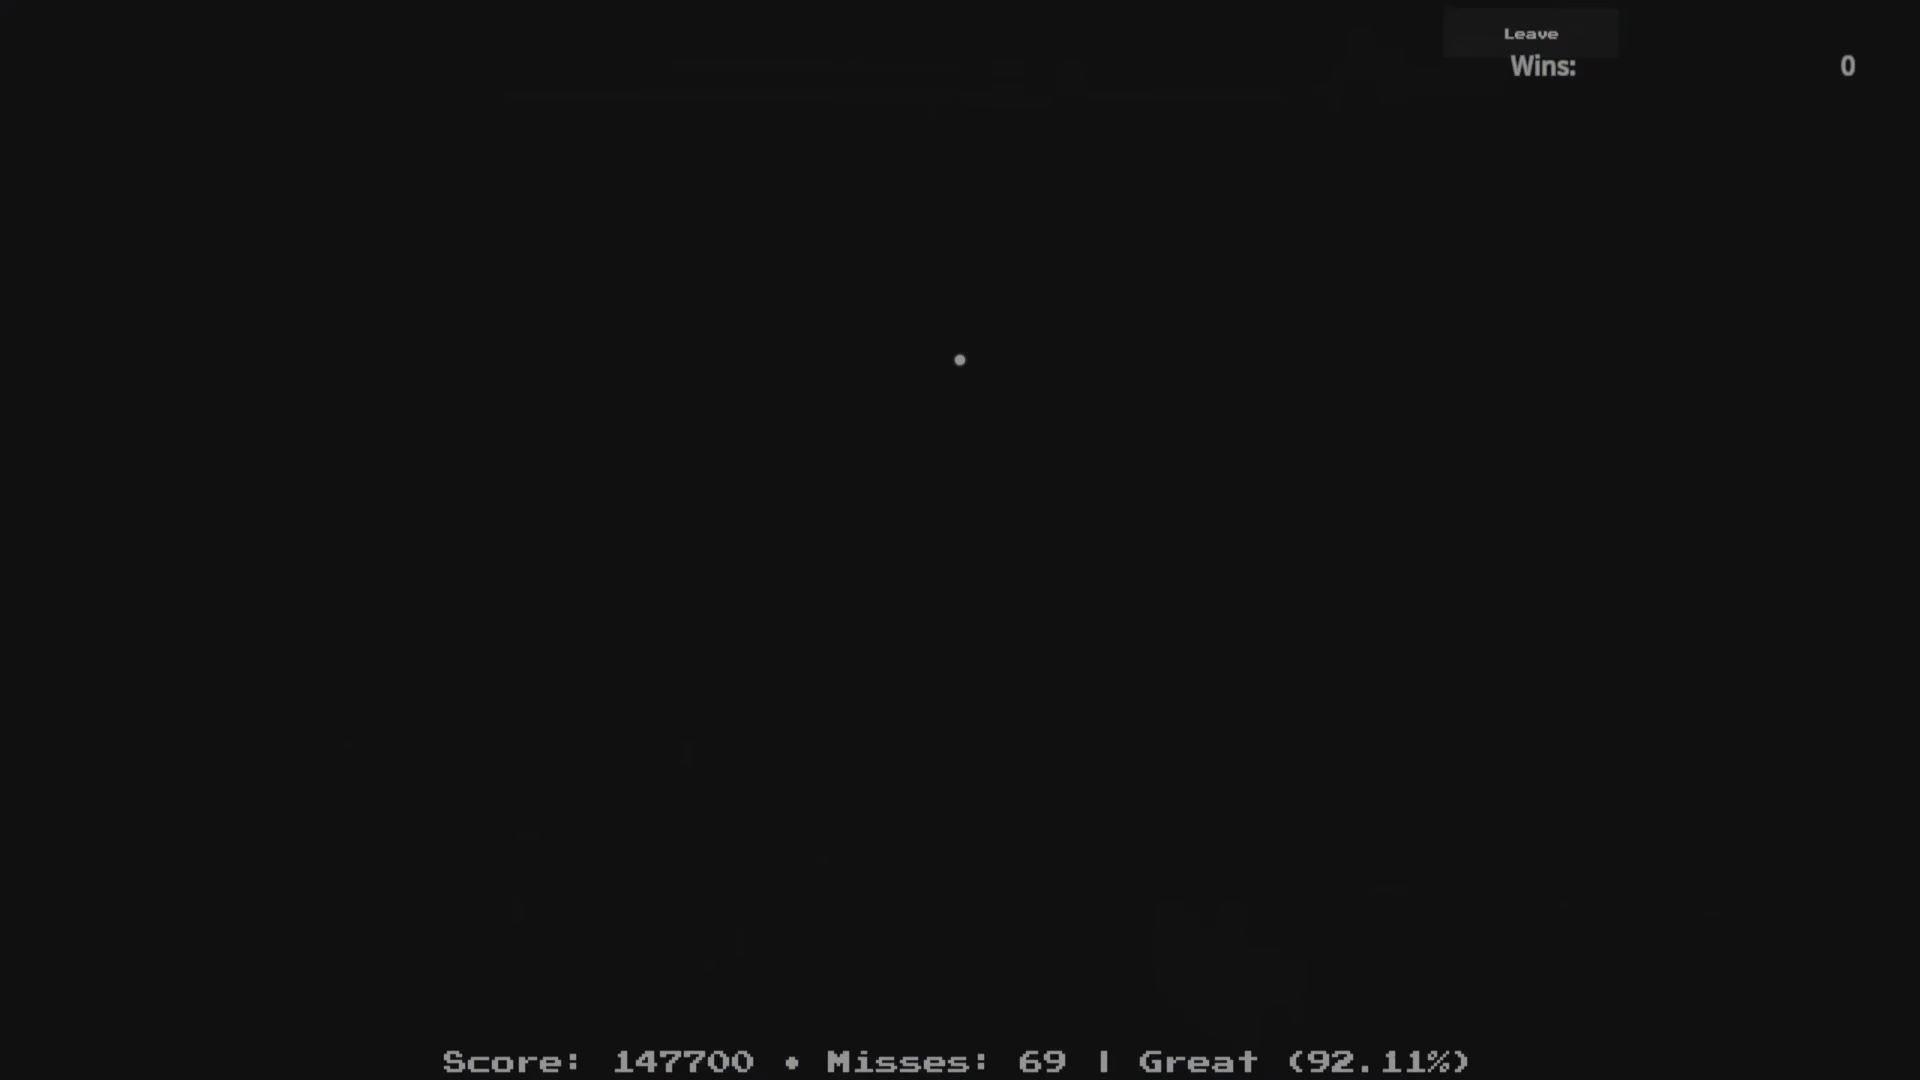 Leave
Wins: 0
Score: 147700 • Misses: 69 | Great (92.11%)